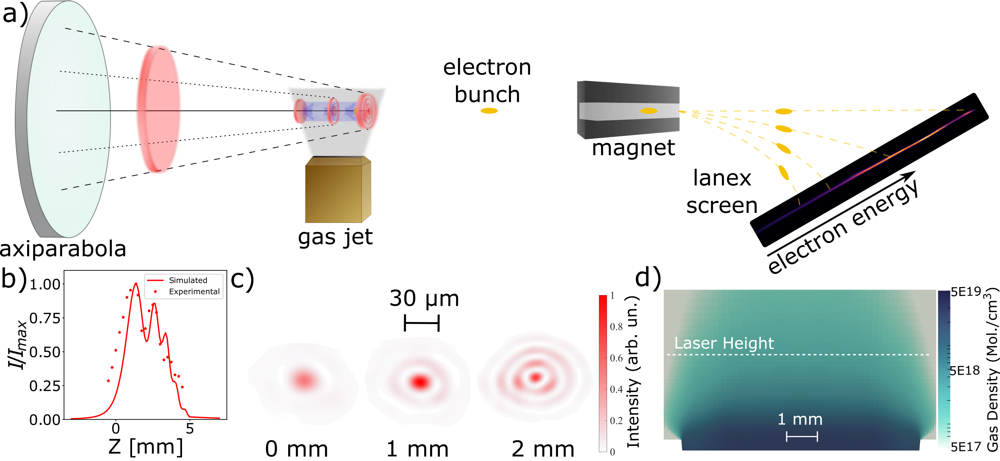 a)
electron
bunch
magnet
lanex
screen
electron energy
gas jet
axiparabola
b)
1.00
0.75
0.50
0.25
0.00
I/Imax
Simulated
Experimental
0
5
Z [mm]
c)
30 µm
0 mm
1 mm
2 mm
1
0.8
0.6
0.4
0.2
0
Intensity (arb. un.)
d)
Laser Height
1 mm
5E19
5E18
5E17
Gas Density (Mol./cm³)